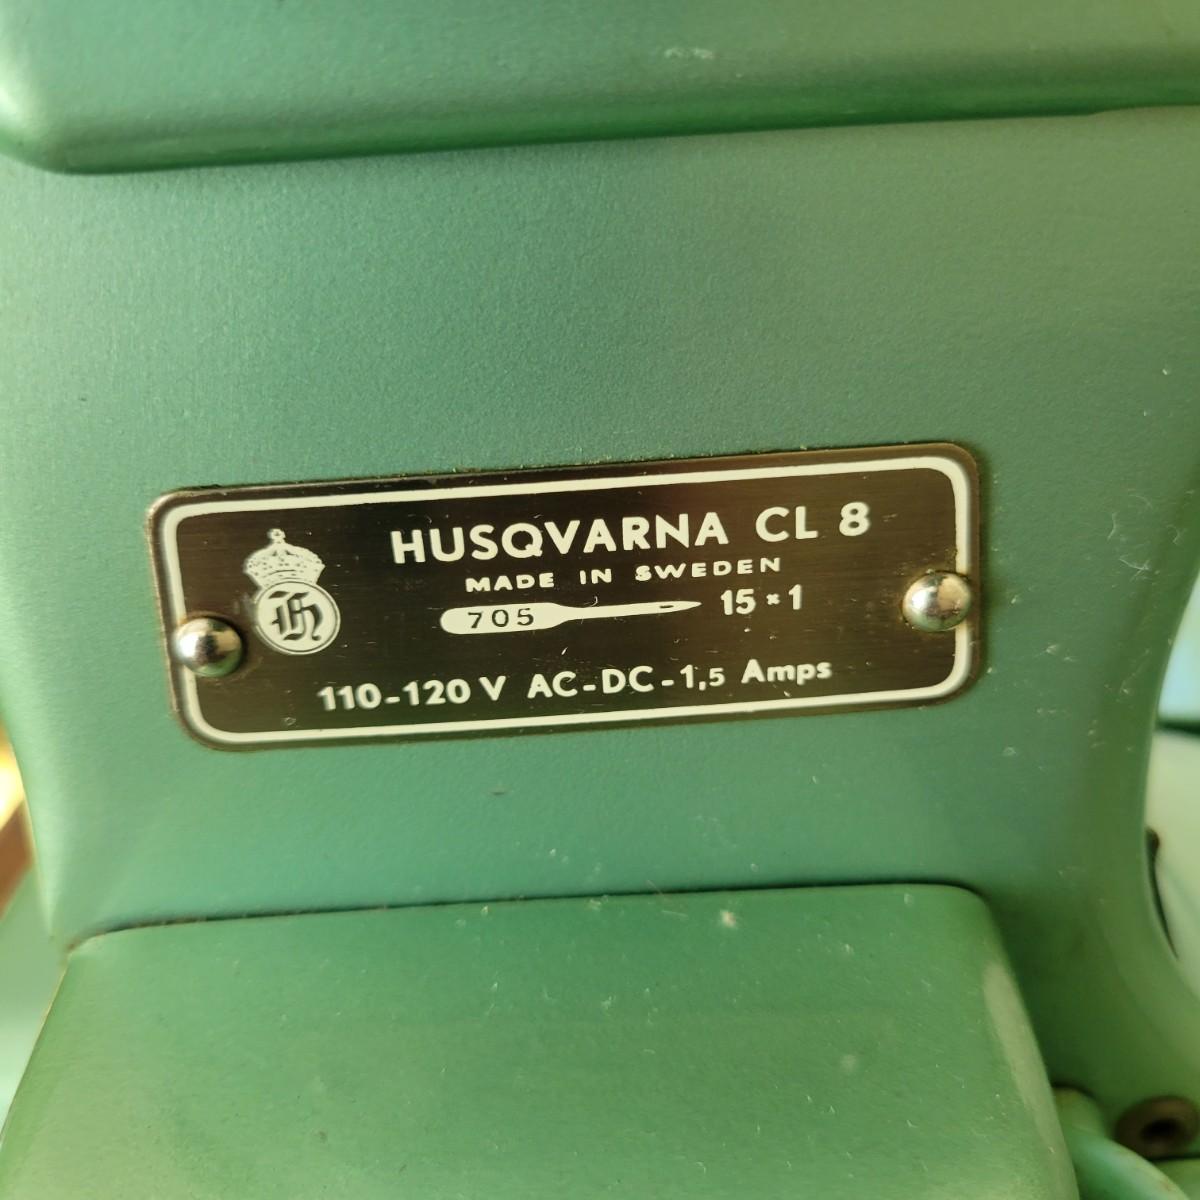 HUSQVARNA CL 8
MADE IN SWEDEN
705 15 × 1
110-120 V AC-DC-1,5 Amps
H